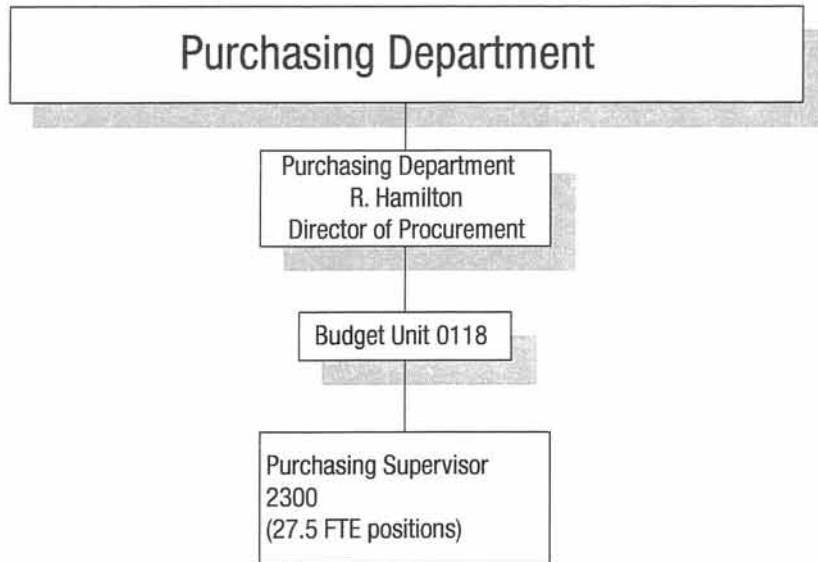 Purchasing Department
Purchasing Department
R. Hamilton
Director of Procurement
Budget Unit 0118
Purchasing Supervisor
2300
(27.5 FTE positions)